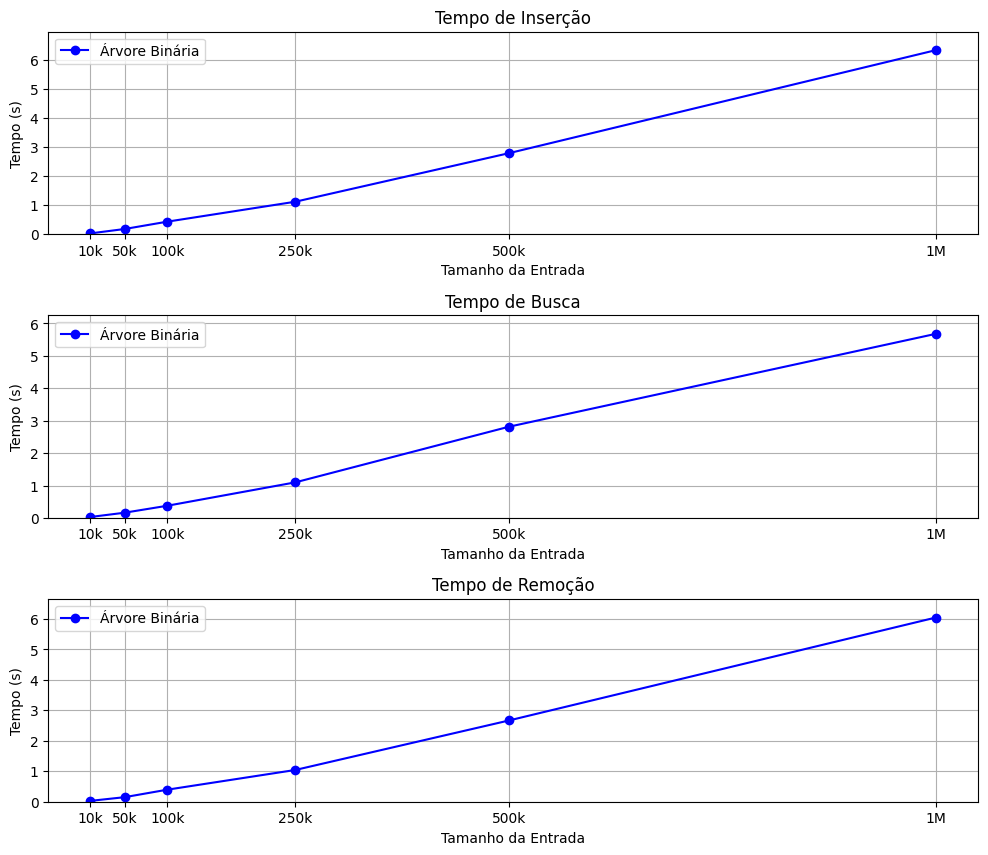 Tempo de Inserção
Árvore Binária
Tempo (s)
6
5
4
3
2
1
0
10k 50k 100k 250k 500k 1M
Tamanho da Entrada
Tempo de Busca
Árvore Binária
Tempo (s)
6
5
4
3
2
1
0
10k 50k 100k 250k 500k 1M
Tamanho da Entrada
Tempo de Remoção
Árvore Binária
Tempo (s)
6
5
4
3
2
1
0
10k 50k 100k 250k 500k 1M
Tamanho da Entrada